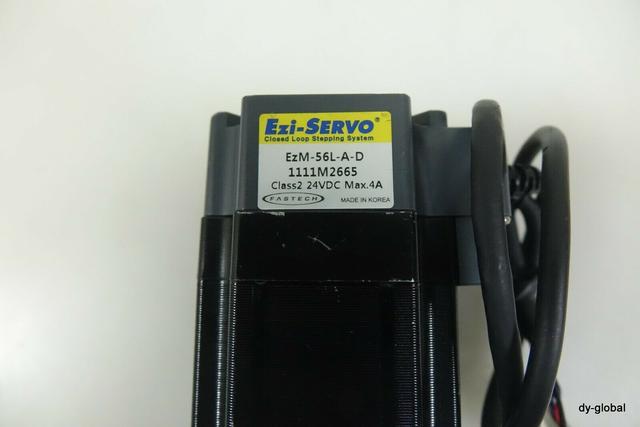 Ezi-SERVO®
Closed Loop Stepping System
EzM-56L-A-D
1111M2665
Class2 24VDC Max.4A
FASTECH MADE IN KOREA
dy-global